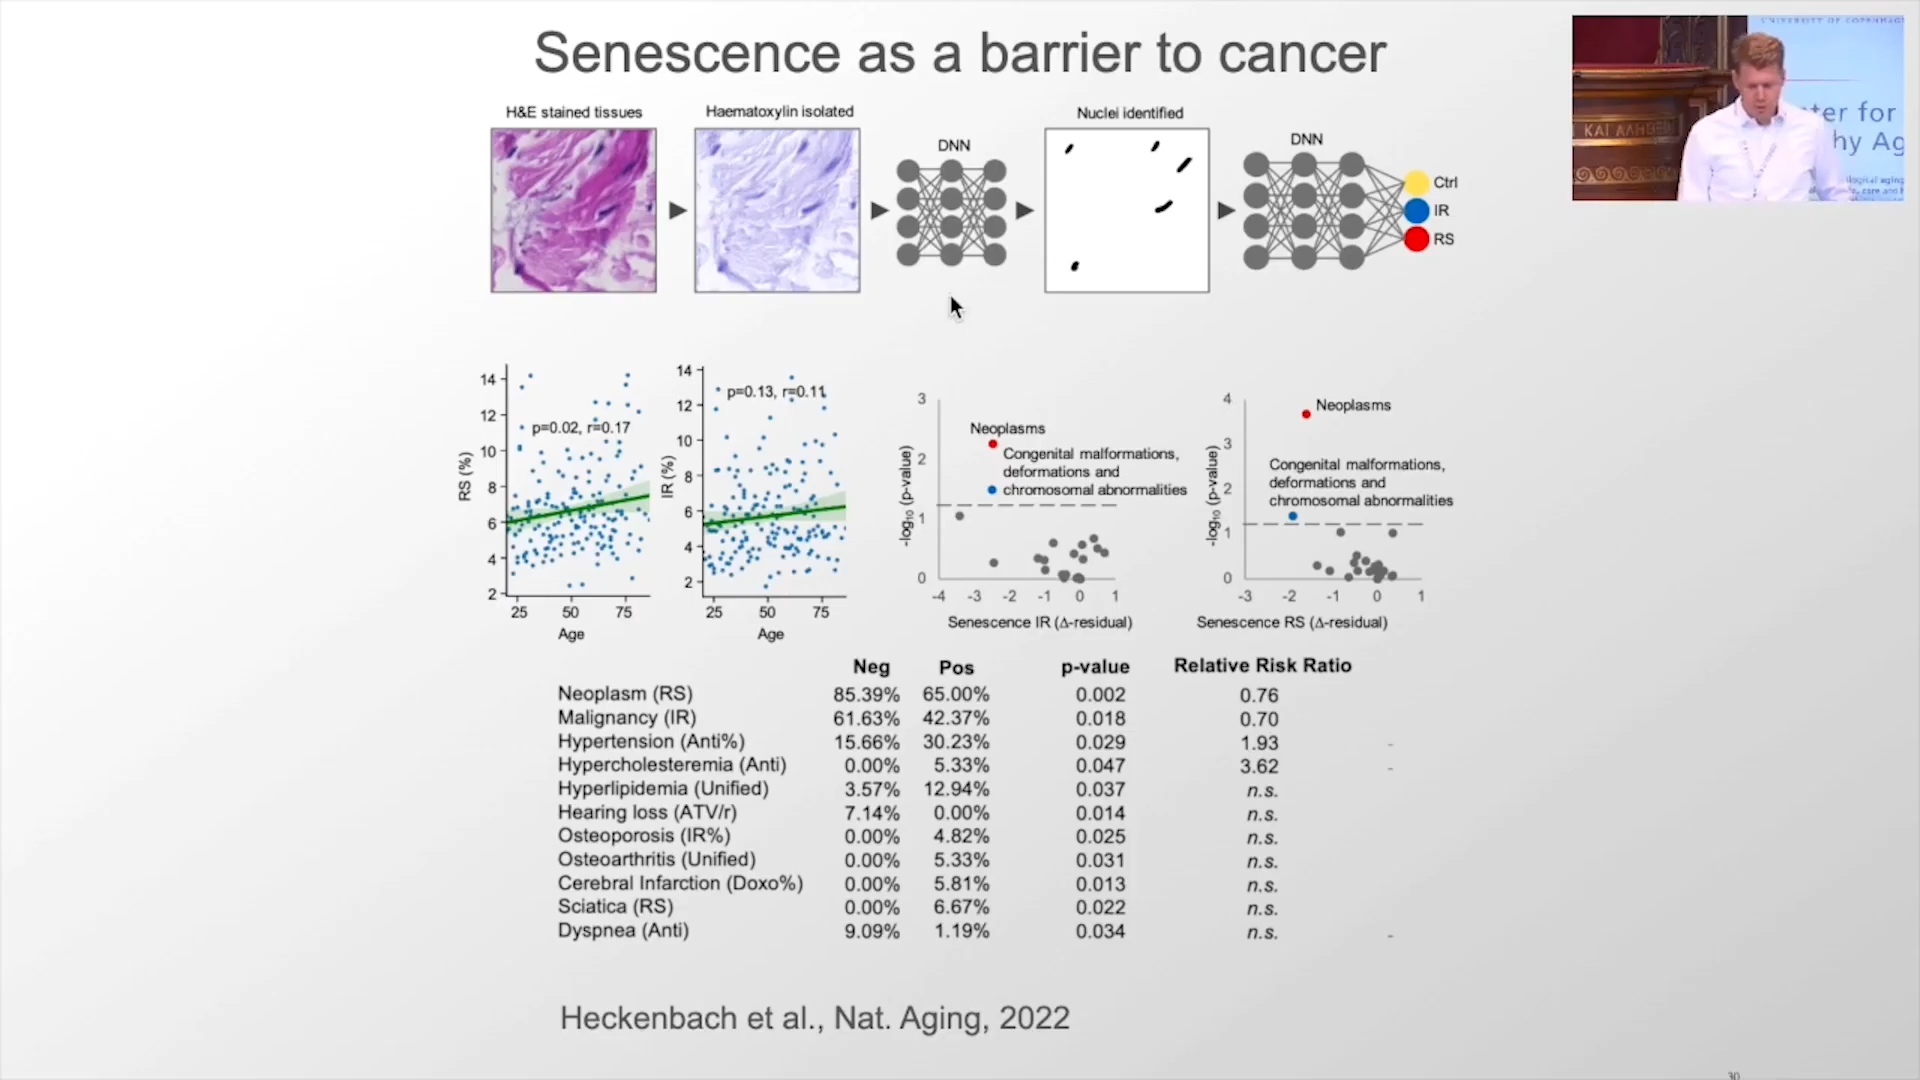 Senescence as a barrier to cancer
H&E stained tissues
Haematoxylin isolated
DNN
Nuclei identified
DNN
Ctrl
IR
RS
UNIVERSITY OF COPENHAG
ter for
hy Ag
ΚΑΙ ΑΛΗΘΕΙ
RS (%)
14
12
10
8
6
4
2
p=0.02, r=0.17
25 50 75
Age
IR (%)
14
12
10
8
6
4
2
p=0.13, r=0.11
25 50 75
Age
-log10 (p-value)
3
2
1
0
Neoplasms
Congenital malformations,
deformations and
chromosomal abnormalities
-4 -3 -2 -1 0 1
Senescence IR (Δ-residual)
-log10 (p-value)
4
3
2
1
0
Neoplasms
Congenital malformations,
deformations and
chromosomal abnormalities
-3 -2 -1 0 1
Senescence RS (Δ-residual)
Neg Pos p-value Relative Risk Ratio
Neoplasm (RS) 85.39% 65.00% 0.002 0.76
Malignancy (IR) 61.63% 42.37% 0.018 0.70
Hypertension (Anti%) 15.66% 30.23% 0.029 1.93 -
Hypercholesteremia (Anti) 0.00% 5.33% 0.047 3.62 -
Hyperlipidemia (Unified) 3.57% 12.94% 0.037 n.s.
Hearing loss (ATV/r) 7.14% 0.00% 0.014 n.s.
Osteoporosis (IR%) 0.00% 4.82% 0.025 n.s.
Osteoarthritis (Unified) 0.00% 5.33% 0.031 n.s.
Cerebral Infarction (Doxo%) 0.00% 5.81% 0.013 n.s.
Sciatica (RS) 0.00% 6.67% 0.022 n.s.
Dyspnea (Anti) 9.09% 1.19% 0.034 n.s. -
Heckenbach et al., Nat. Aging, 2022
30